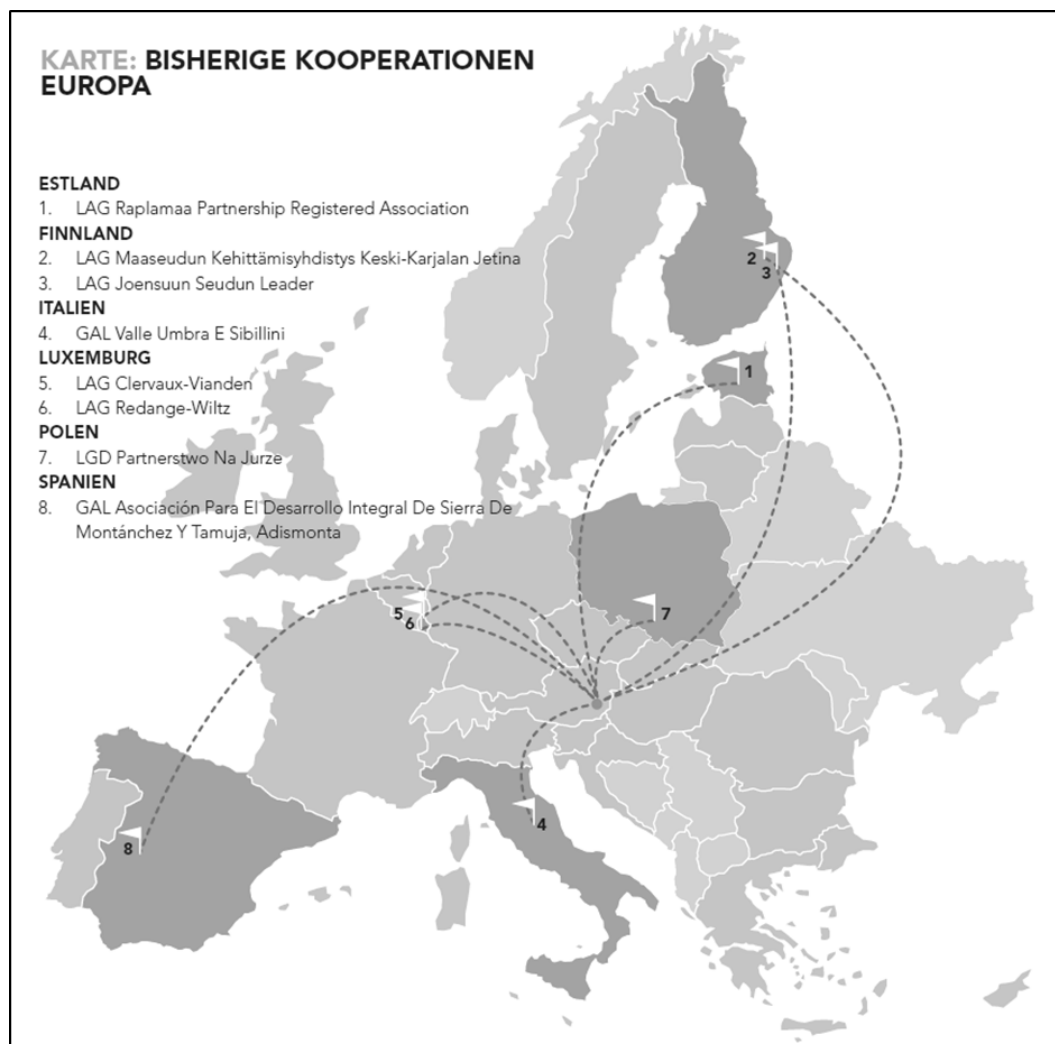 KARTE: BISHERIGE KOOPERATIONEN
EUROPA
ESTLAND
1. LAG Raplamaa Partnership Registered Association
FINNLAND
2. LAG Maaseudun Kehittämisyhdistys Keski-Karjalan Jetina
3. LAG Joensuun Seudun Leader
ITALIEN
4. GAL Valle Umbra E Sibillini
LUXEMBURG
5. LAG Clervaux-Vianden
6. LAG Redange-Wiltz
POLEN
7. LGD Partnerstwo Na Jurze
SPANIEN
8. GAL Asociación Para El Desarrollo Integral De Sierra De
Montánchez Y Tamuja, Adismonta
2
3
1
5
6
7
4
8